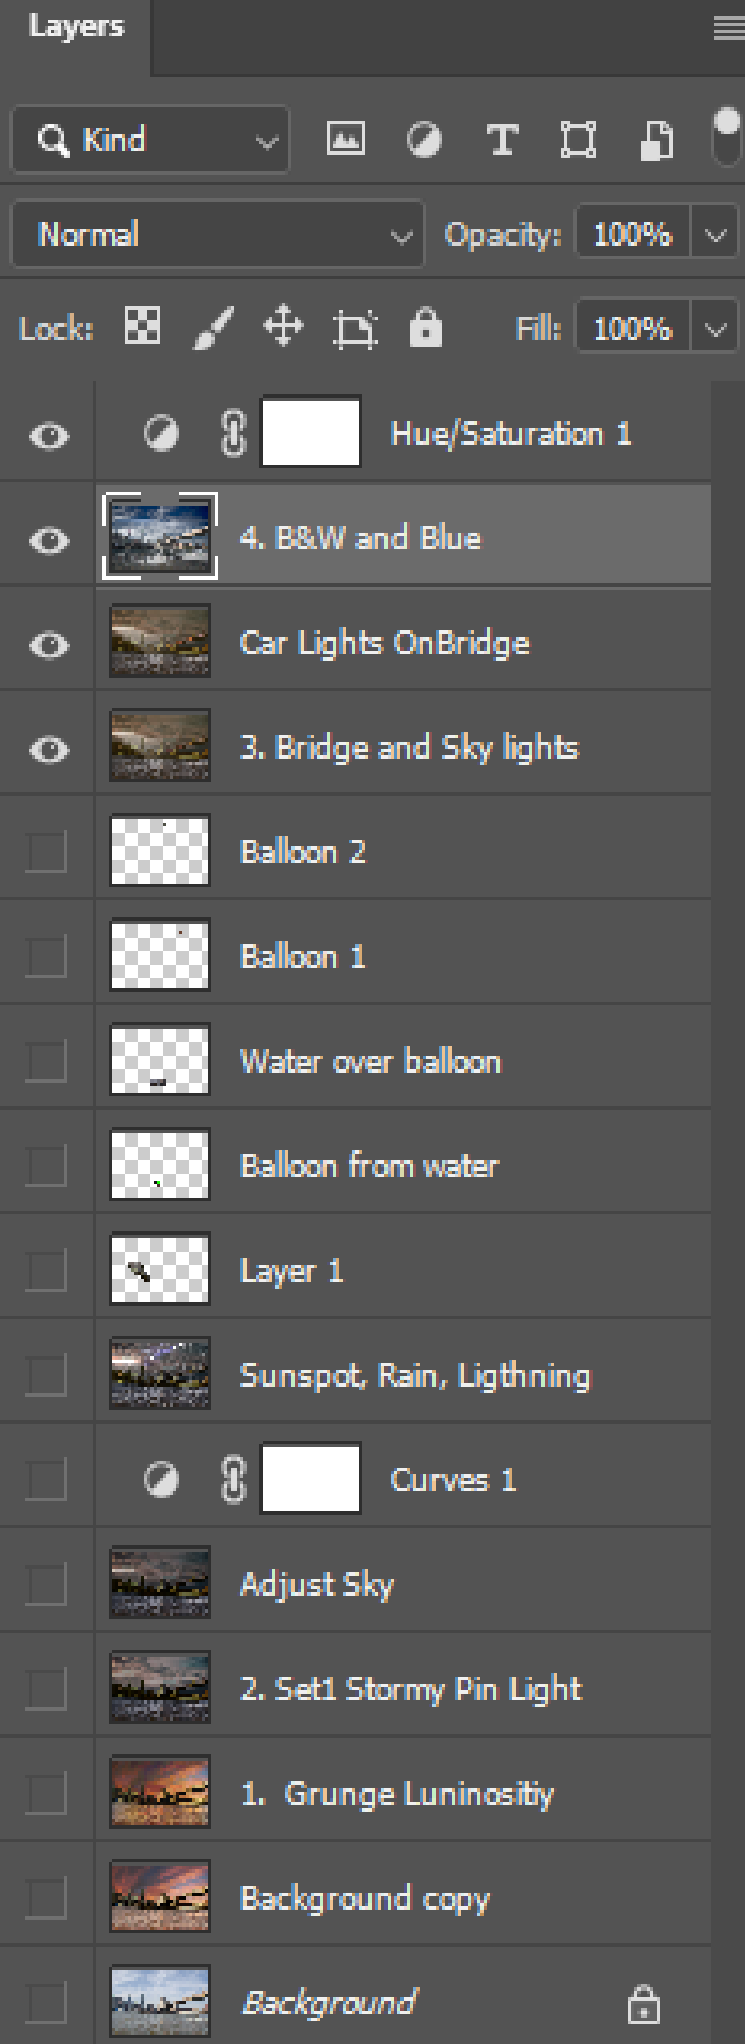 Layers
Kind
Normal Opacity: 100%
Lock: Fill: 100%
Hue/Saturation 1
4. B&W and Blue
Car Lights OnBridge
3. Bridge and Sky lights
Balloon 2
Balloon 1
Water over balloon
Balloon from water
Layer 1
Sunspot, Rain, Ligthning
Curves 1
Adjust Sky
2. Set1 Stormy Pin Light
1.  Grunge Luninositiy
Background copy
Background